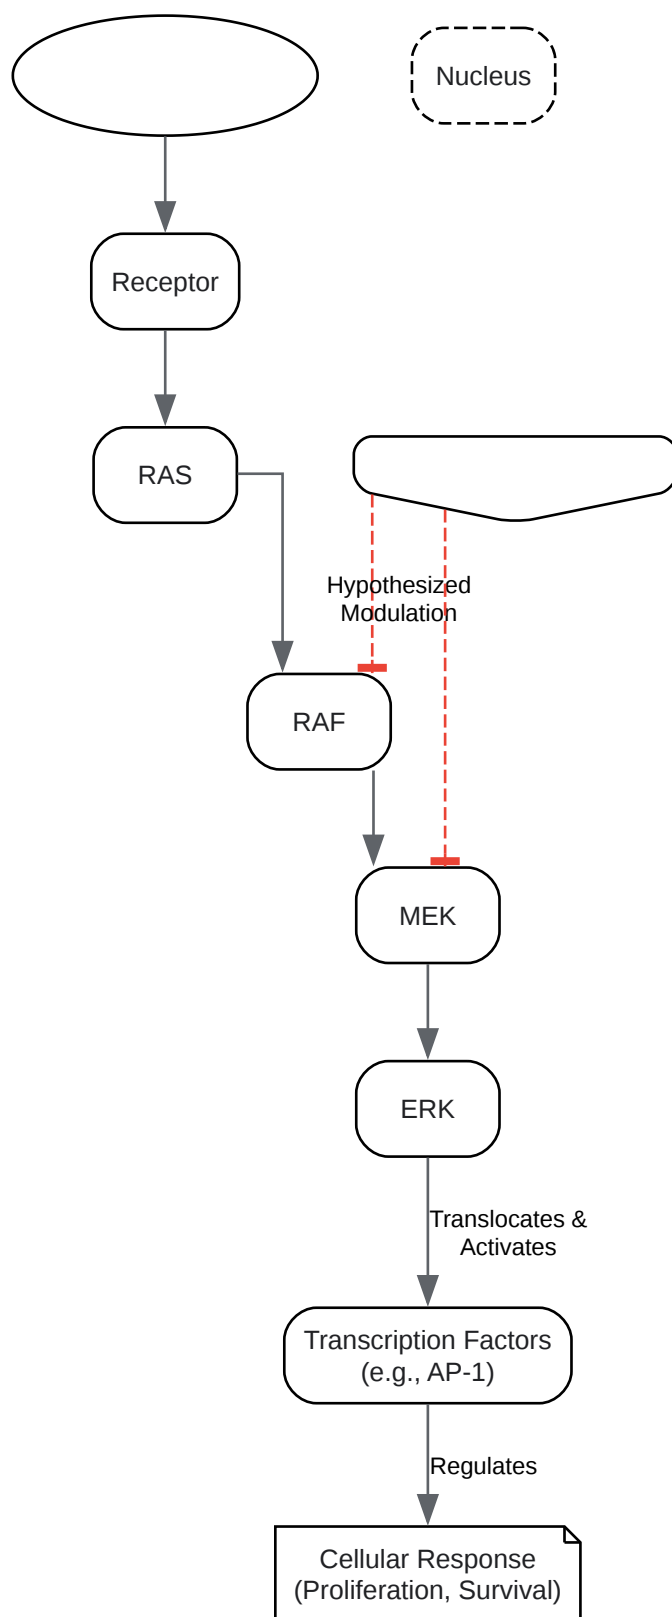 Nucleus
Receptor
RAS
Hypothesized
Modulation
RAF
MEK
ERK
Translocates &
Activates
Transcription Factors
(e.g., AP-1)
Regulates
Cellular Response
(Proliferation, Survival)